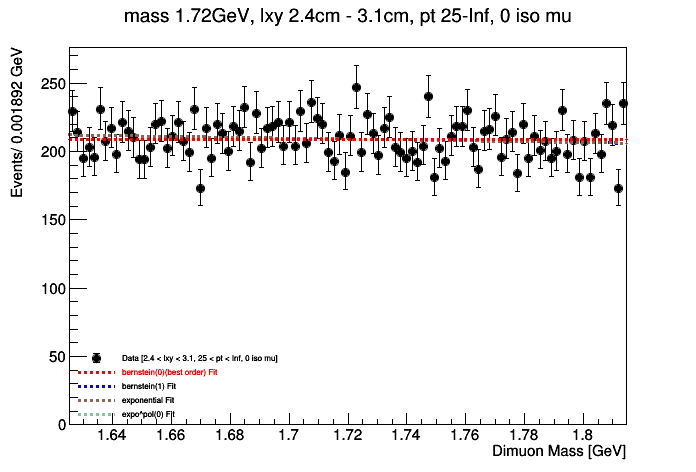 mass 1.72GeV, lxy 2.4cm - 3.1cm, pt 25-Inf, 0 iso mu
Events/ 0.001892 GeV
250
200
150
100
50
0
Data [2.4 < lxy < 3.1, 25 < pt < Inf, 0 iso mu]
bernstein(0)(best order) Fit
bernstein(1) Fit
exponential Fit
expo^pol(0) Fit
1.64 1.66 1.68 1.7 1.72 1.74 1.76 1.78 1.8
Dimuon Mass [GeV]